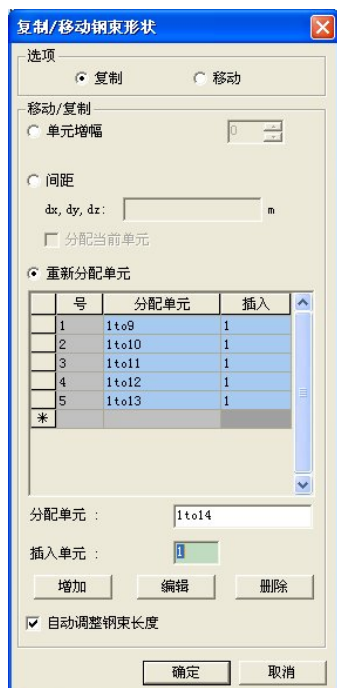 复制/移动钢束形状
选项
复制 移动
移动/复制
单元增幅 0
间距
dx, dy, dz: m
分配当前单元
重新分配单元
号 分配单元 插入
1 1to9 1
2 1to10 1
3 1to11 1
4 1to12 1
5 1to13 1
*
分配单元 : 1to14
插入单元 : 1
增加 编辑 删除
自动调整钢束长度
确定 取消